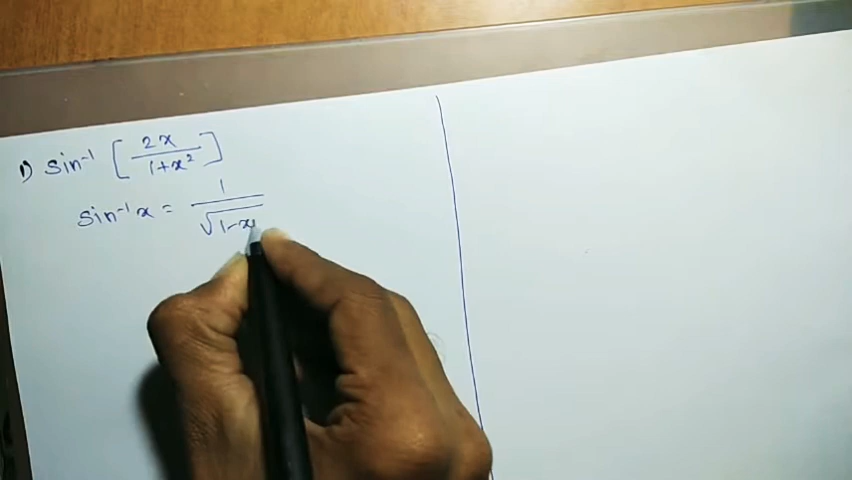 1) sin⁻¹ [ 2x / 1+x² ]
sin⁻¹x = 1 / √1-x